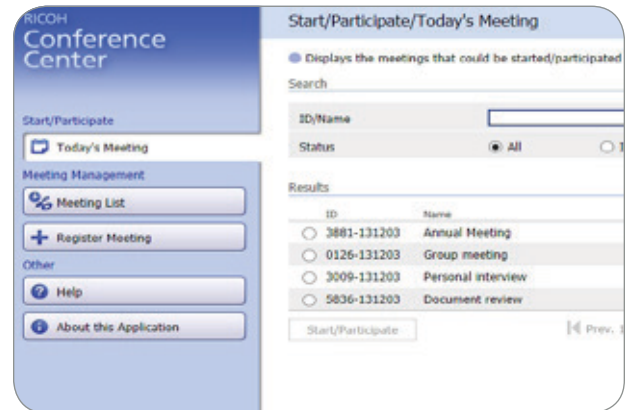 RICOH
Conference
Center
Start/Participate
Today's Meeting
Meeting Management
Meeting List
Register Meeting
Other
Help
About this Application
Start/Participate/Today's Meeting
Displays the meetings that could be started/participated
Search
ID/Name
Status All
Results
ID Name
3881-131203 Annual Meeting
0126-131203 Group meeting
3009-131203 Personal interview
5836-131203 Document review
Start/Participate Prev.